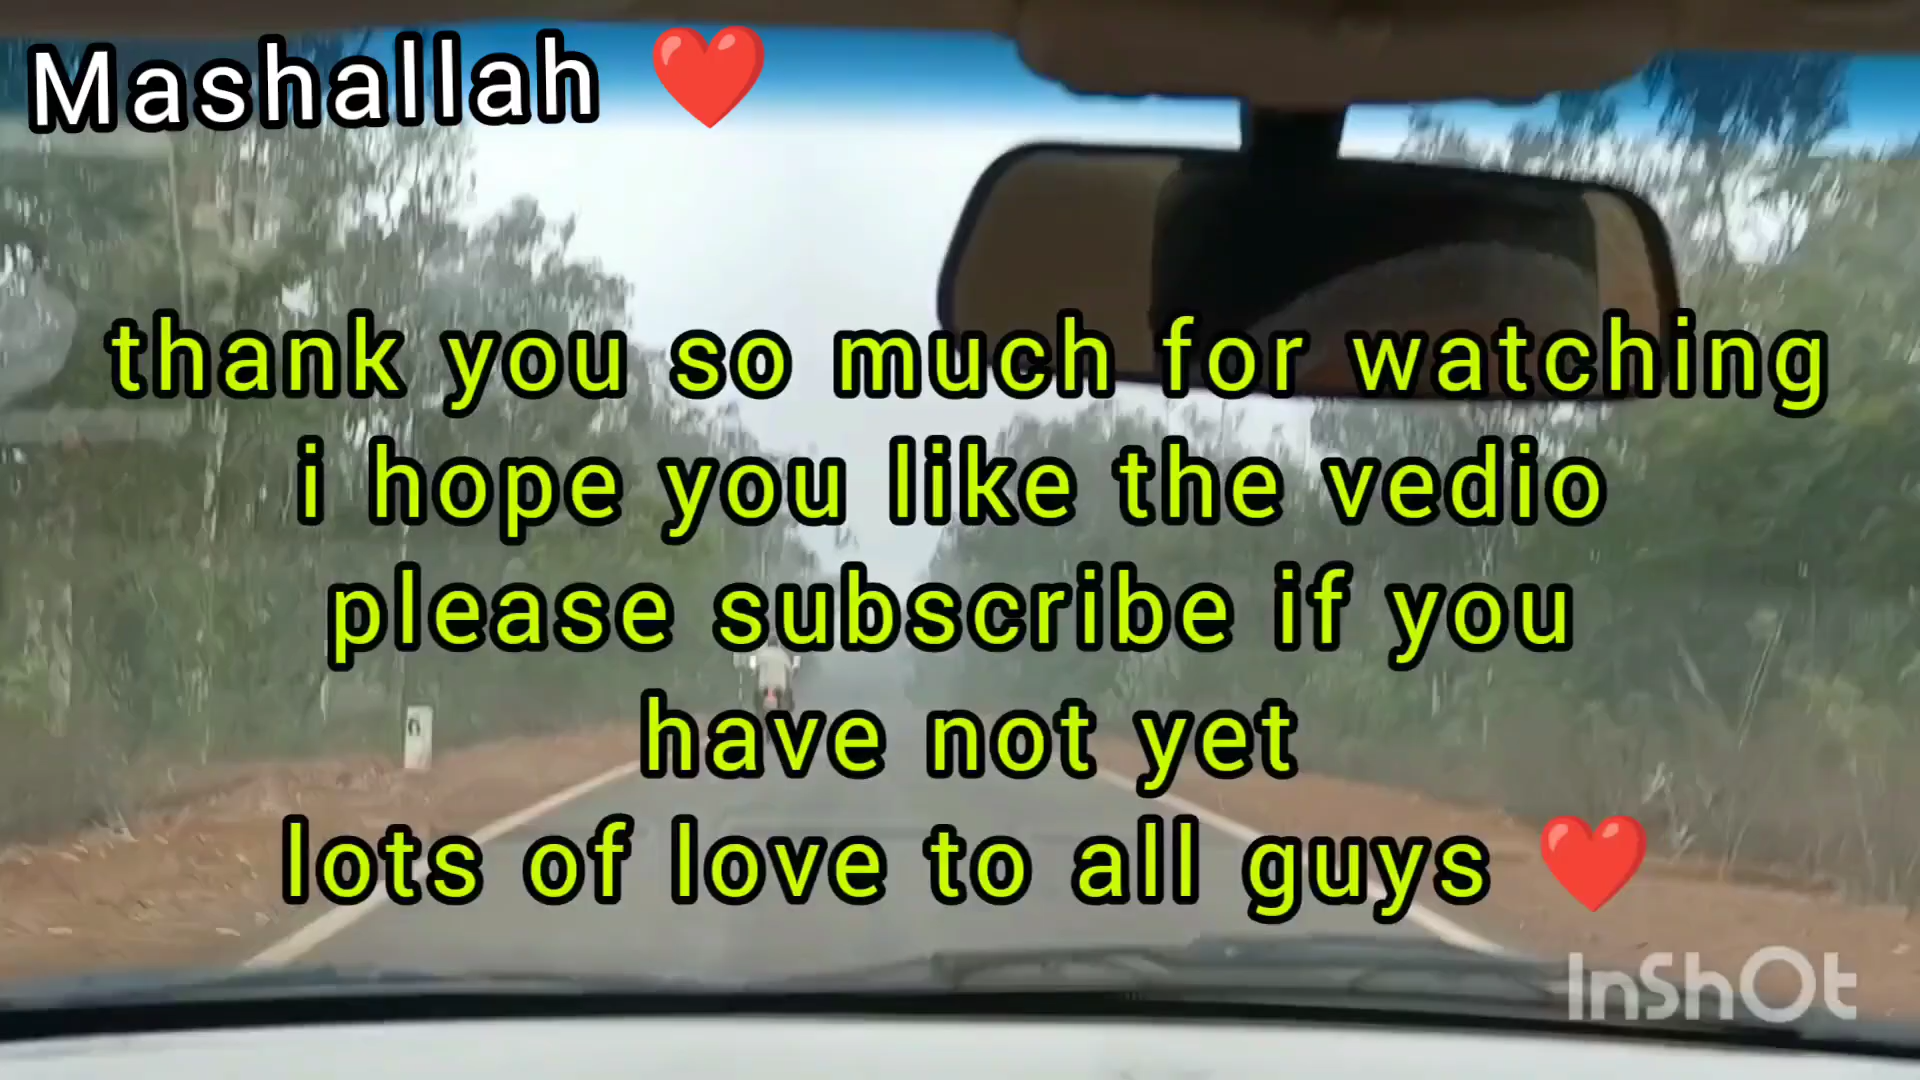 Mashallah ❤️
thank you so much for watching
i hope you like the vedio
please subscribe if you
have not yet
lots of love to all guys ❤️
InShOt